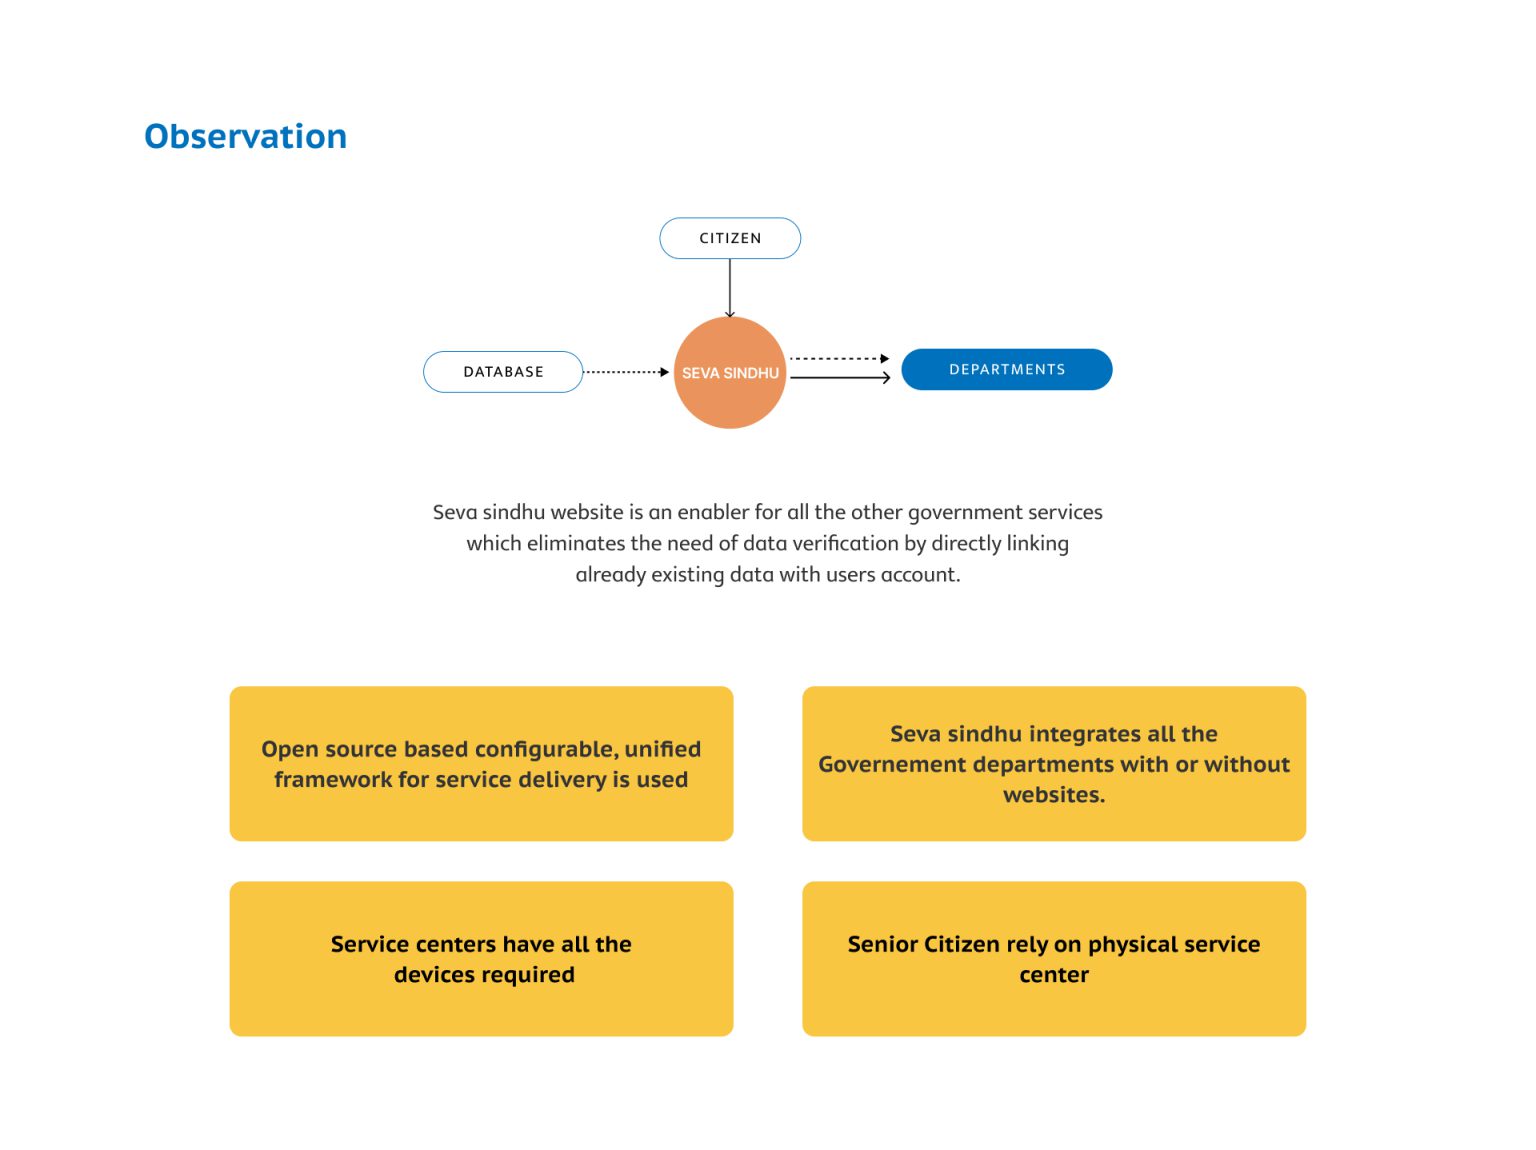 Observation
CITIZEN
DATABASE
SEVA SINDHU
DEPARTMENTS
Seva sindhu website is an enabler for all the other government services
which eliminates the need of data verification by directly linking
already existing data with users account.
Open source based configurable, unified
framework for service delivery is used
Seva sindhu integrates all the
Governement departments with or without
websites.
Service centers have all the
devices required
Senior Citizen rely on physical service
center